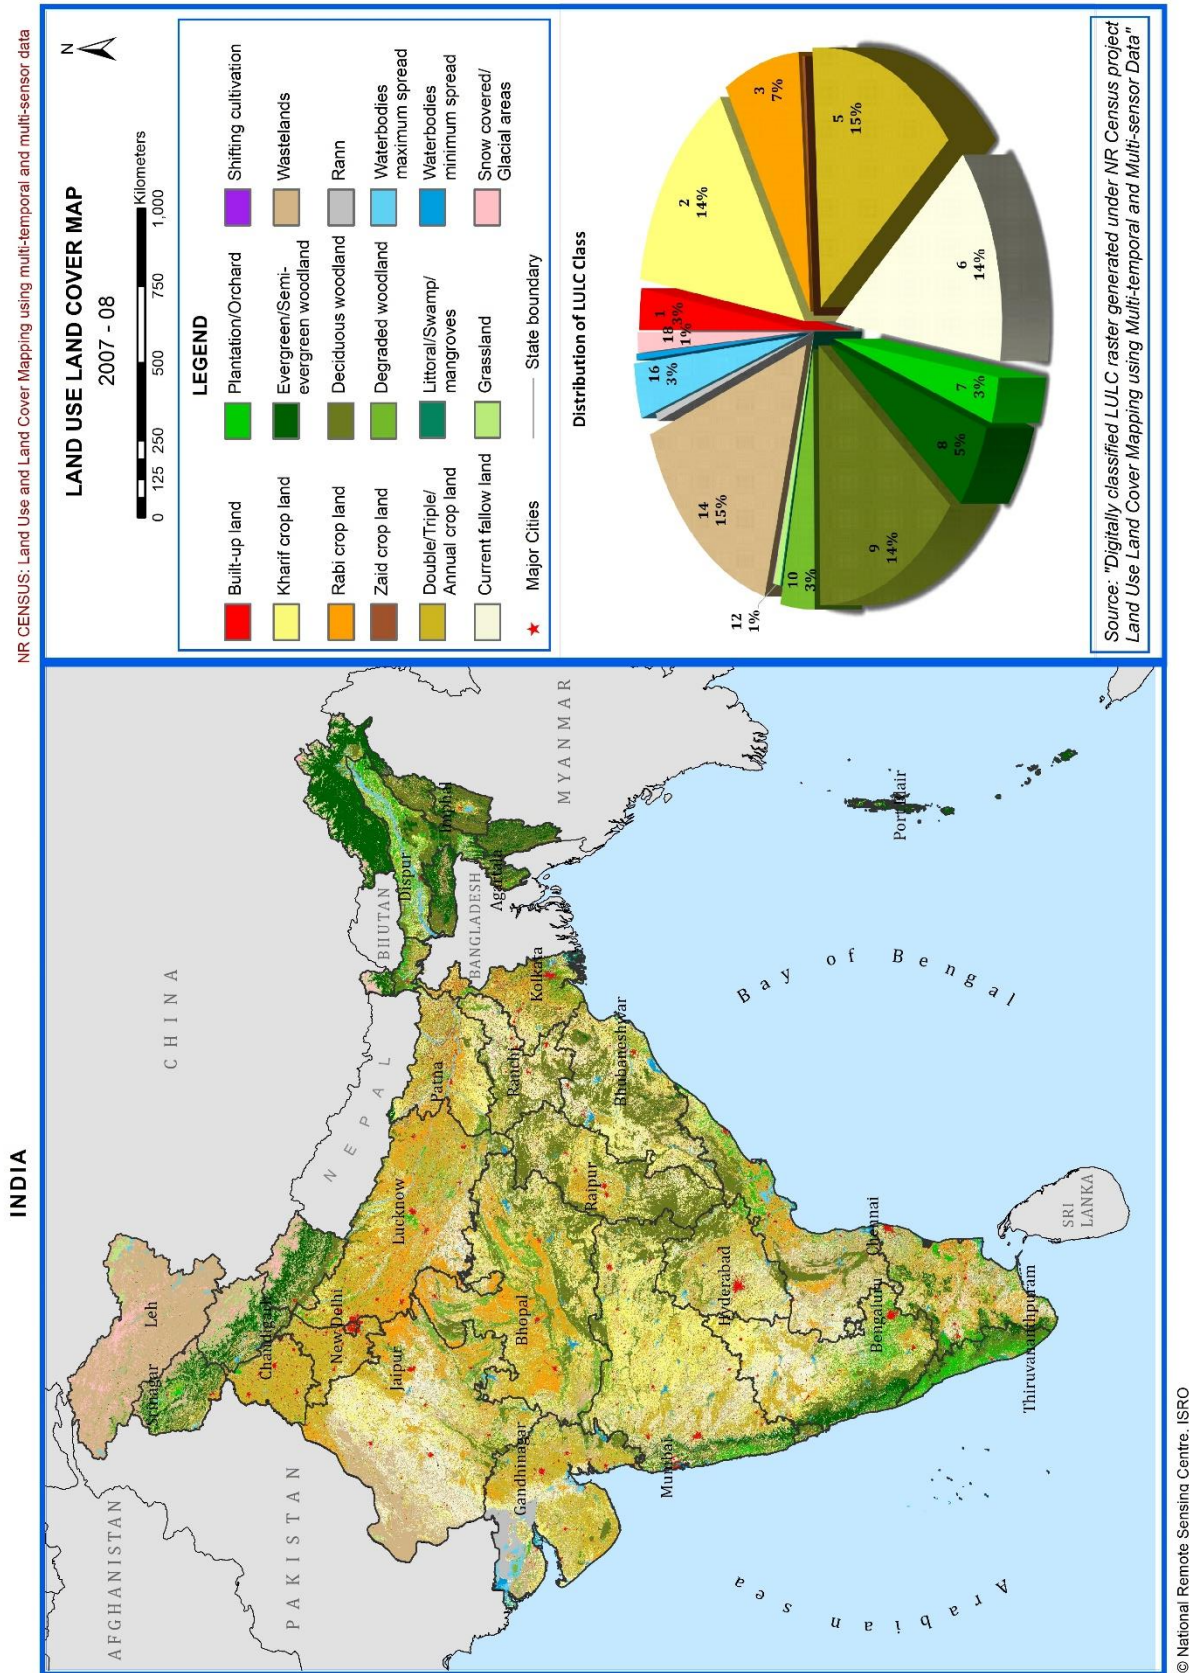 INDIA
NR CENSUS: Land Use and Land Cover Mapping using multi-temporal and multi-sensor data
AFGHANISTAN
PAKISTAN
CHINA
NEPAL
BHUTAN
BANGLADESH
MYANMAR
SRI
LANKA
Arabian sea
Bay of Bengal
Leh
Srinagar
Chandigarh
New Delhi
Jaipur
Lucknow
Patna
Dispur
Imphal
Agartala
Kolkata
Ranchi
Bhopal
Gandhinagar
Raipur
Bhubaneshwar
Mumbai
Hyderabad
Bengaluru
Chennai
Thiruvananthpuram
Port Blair
LAND USE LAND COVER MAP
2007 - 08
N
0 125 250 500 750 1,000
Kilometers
LEGEND
Built-up land
Kharif crop land
Rabi crop land
Zaid crop land
Double/Triple/
Annual crop land
Current fallow land
Major Cities
Plantation/Orchard
Evergreen/Semi-
evergreen woodland
Deciduous woodland
Degraded woodland
Littoral/Swamp/
mangroves
Grassland
State boundary
Shifting cultivation
Wastelands
Rann
Waterbodies
maximum spread
Waterbodies
minimum spread
Snow covered/
Glacial areas
Distribution of LULC Class
1
3%
2
14%
3
7%
5
15%
6
14%
7
3%
8
5%
9
14%
10
3%
12
1%
14
15%
16
3%
18
1%
Source: "Digitally classified LULC raster generated under NR Census project
Land Use Land Cover Mapping using Multi-temporal and Multi-sensor Data"
© National Remote Sensing Centre, ISRO